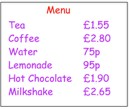 Menu
Tea £1.55
Coffee £2.80
Water 75p
Lemonade 95p
Hot Chocolate £1.90
Milkshake £2.65